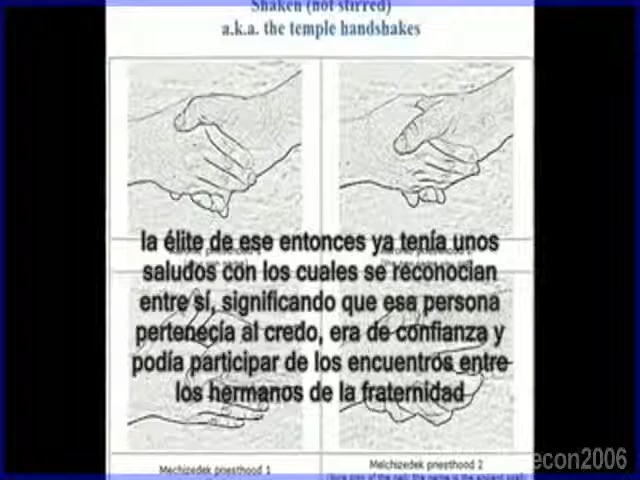 Shaken (not stirred)
a.k.a. the temple handshakes
la élite de ese entonces ya tenía unos
saludos con los cuales se reconocian
entre sí, significando que esa persona
pertenecía al credo, era de confianza y
podía participar de los encuentros entre
los hermanos de la fraternidad
Mechizedek priesthood 1
Melchizedek priesthood 2
econ2006